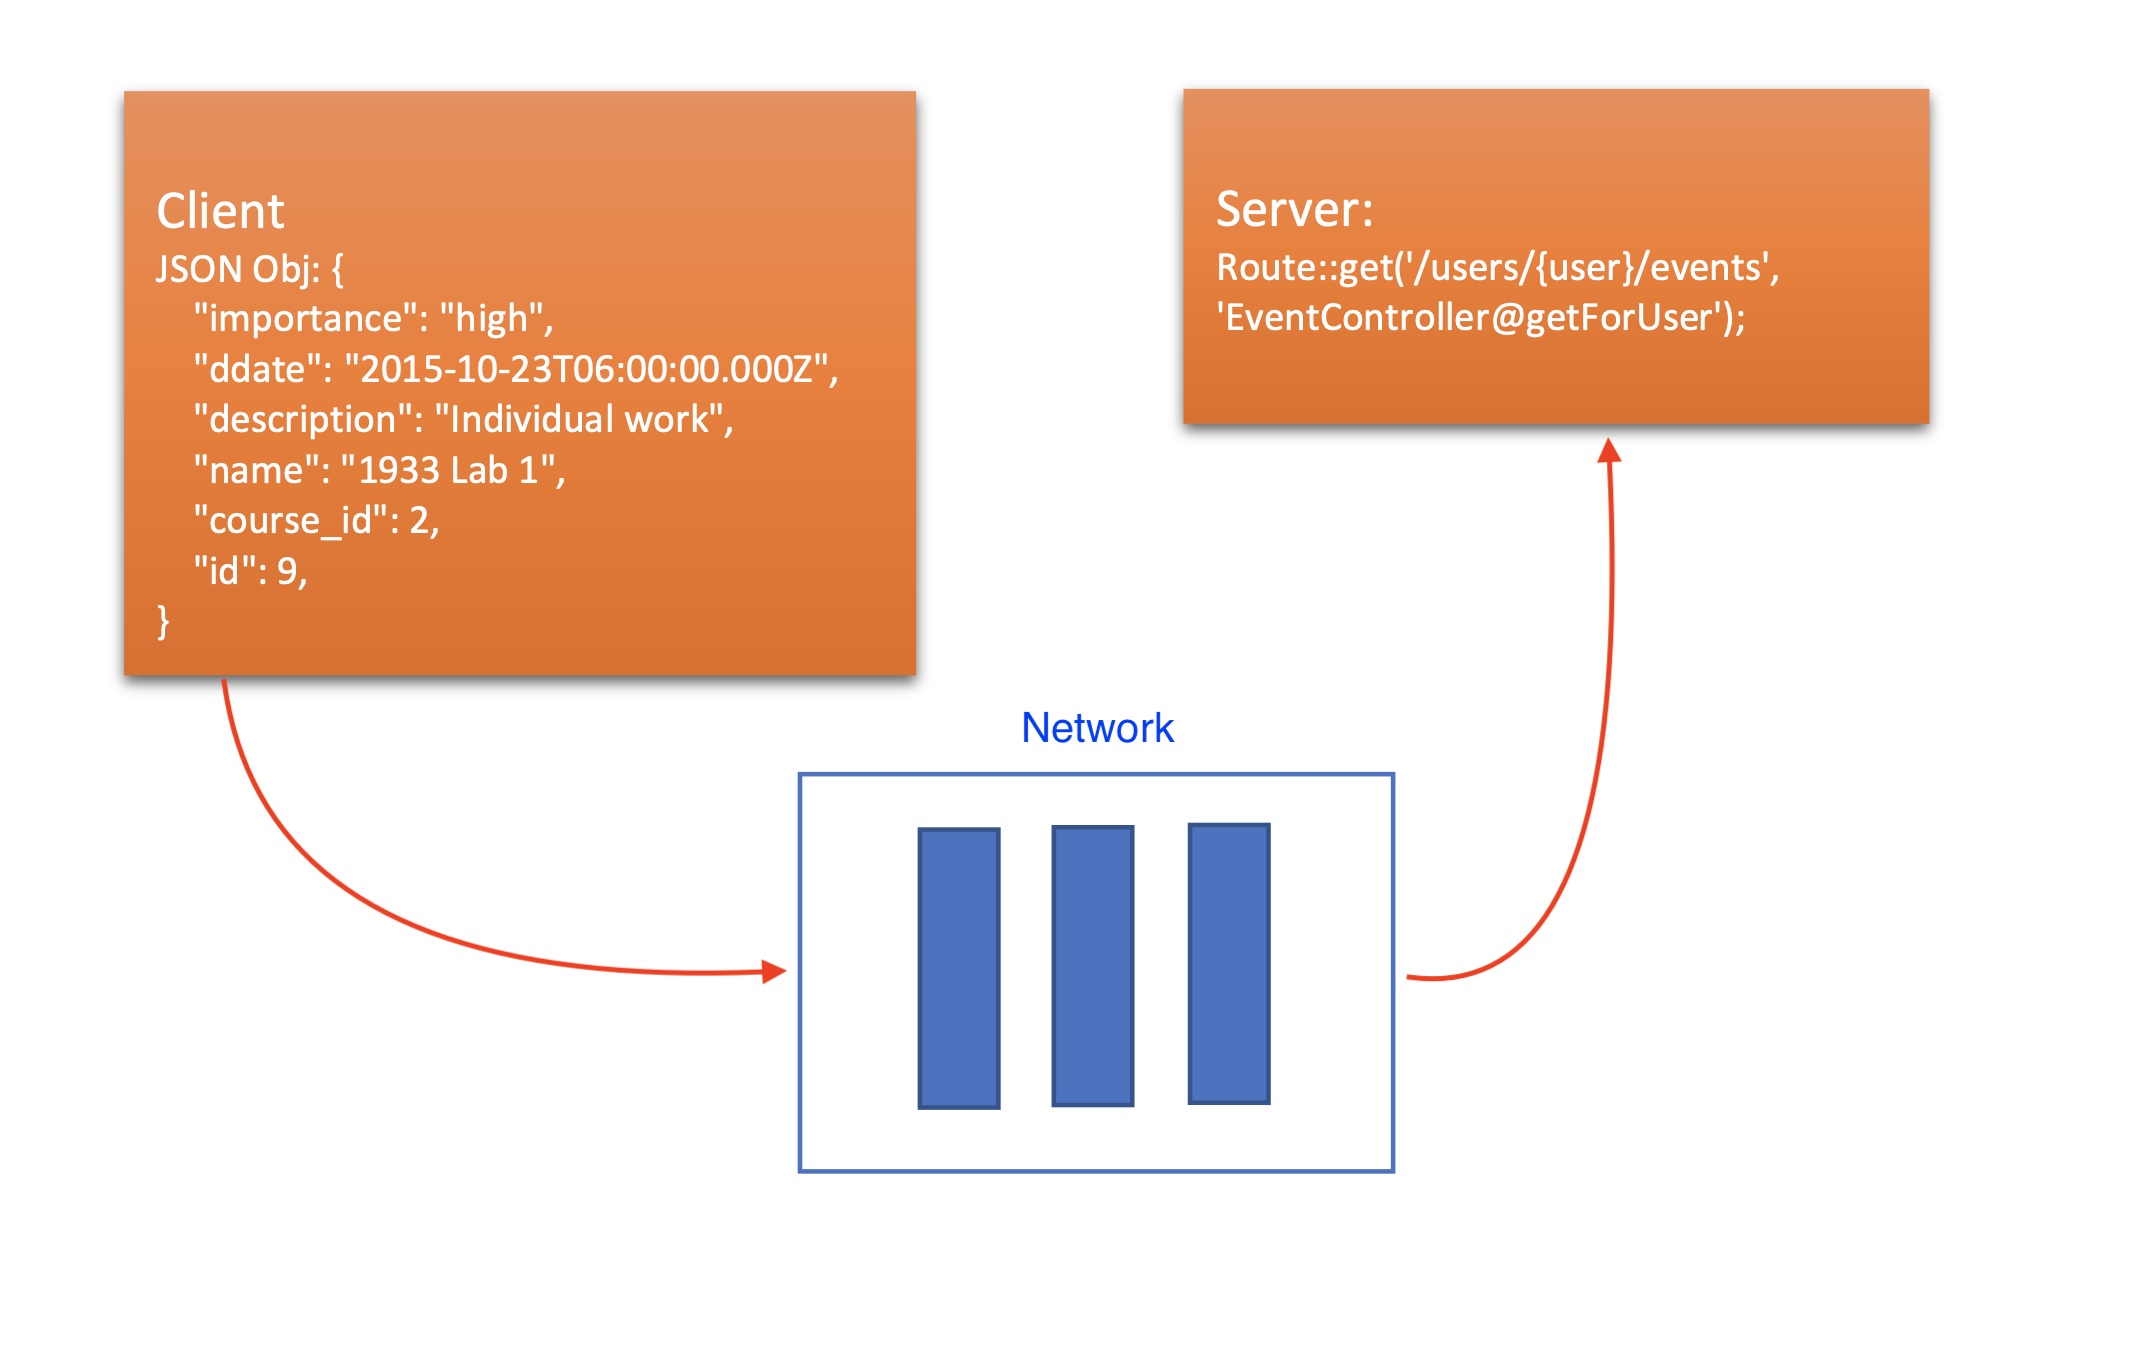 Client
JSON Obj: {
"importance": "high",
"ddate": "2015-10-23T06:00:00.000Z",
"description": "Individual work",
"name": "1933 Lab 1",
"course_id": 2,
"id": 9,
}
Server:
Route::get('/users/{user}/events',
'EventController@getForUser');
Network